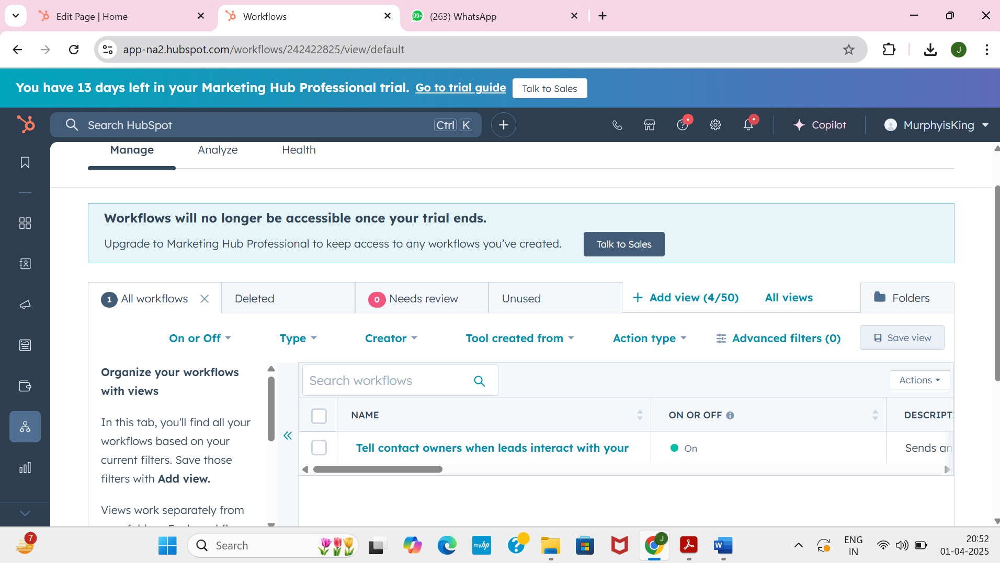 Edit Page | Home
Workflows
99+
(263) WhatsApp
app-na2.hubspot.com/workflows/242422825/view/default
J
You have 13 days left in your Marketing Hub Professional trial. Go to trial guide Talk to Sales
Search HubSpot
Ctrl K
Copilot
MurphyisKing
Manage
Analyze
Health
Workflows will no longer be accessible once your trial ends.
Upgrade to Marketing Hub Professional to keep access to any workflows you’ve created.
Talk to Sales
1 All workflows
Deleted
0 Needs review
Unused
Add view (4/50)
All views
Folders
On or Off
Type
Creator
Tool created from
Action type
Advanced filters (0)
Save view
Organize your workflows
with views
In this tab, you'll find all your
workflows based on your
current filters. Save those
filters with Add view.
Views work separately from
Search workflows
Actions
NAME
ON OR OFF
DESCRIPT
Tell contact owners when leads interact with your
On
Sends an
7
Search
myhp
J
W
ENG
IN
20:52
01-04-2025